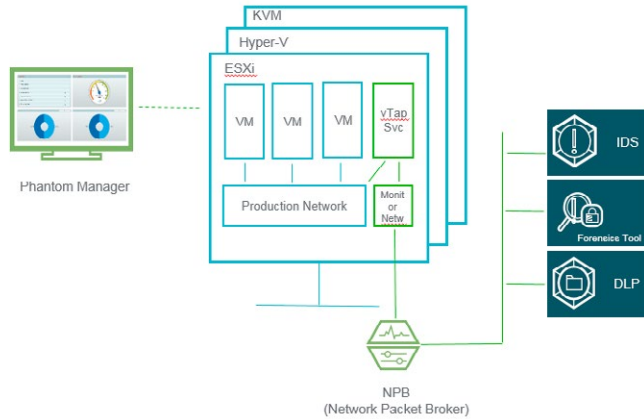 KVM
Hyper-V
ESXi
VM
VM
VM
vTap
Svc
Production Network
Monit
or
Netw
Phantom Manager
IDS
Forensics Tool
DLP
NPB
(Network Packet Broker)